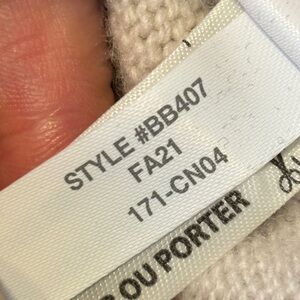 STYLE #BB407
FA21
171-CN04
OU PORTER